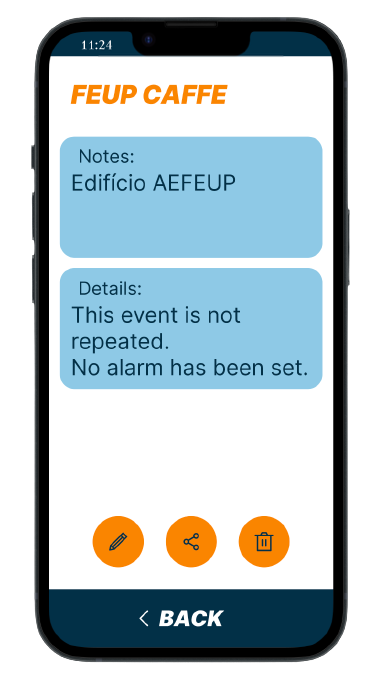 11:24
FEUP CAFFE
Notes:
Edifício AEFEUP
Details:
This event is not
repeated.
No alarm has been set.
BACK